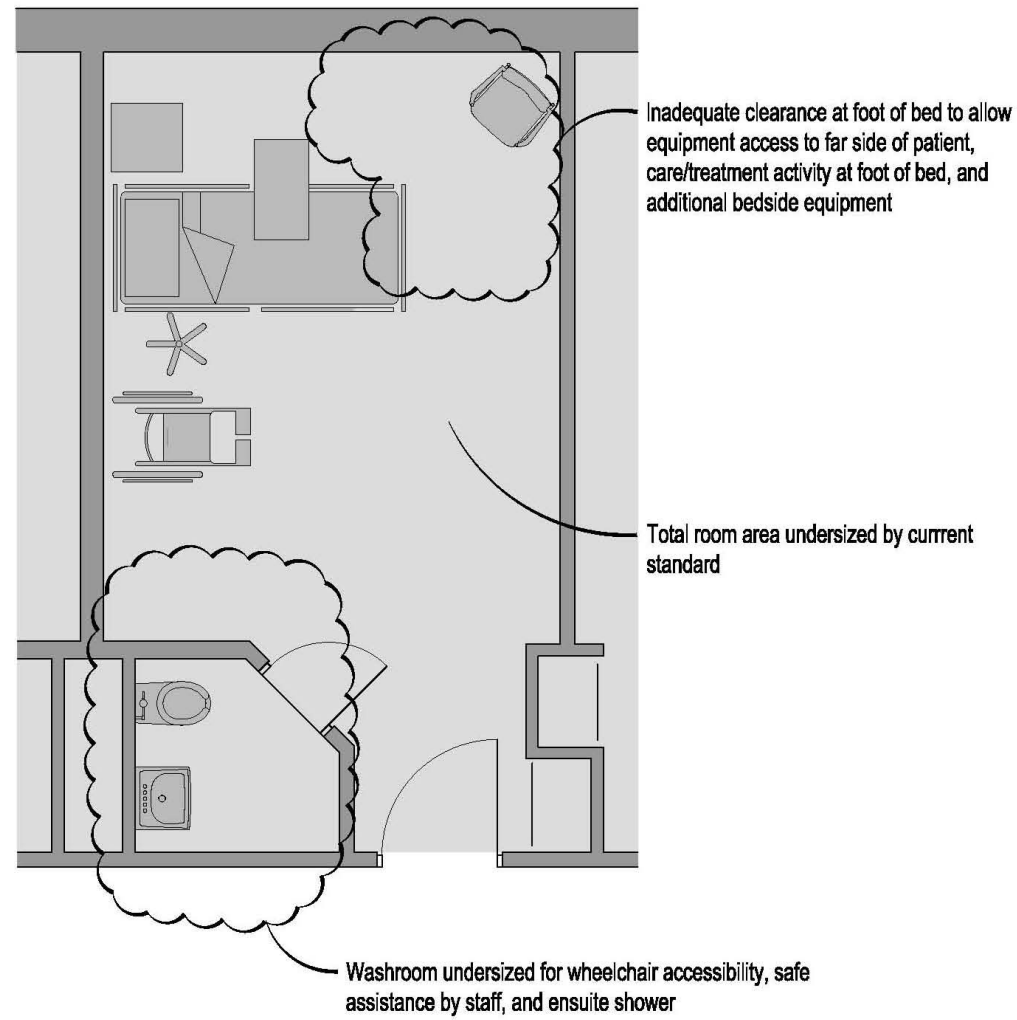 Inadequate clearance at foot of bed to allow
equipment access to far side of patient,
care/treatment activity at foot of bed, and
additional bedside equipment
Total room area undersized by currrent
standard
Washroom undersized for wheelchair accessibility, safe
assistance by staff, and ensuite shower